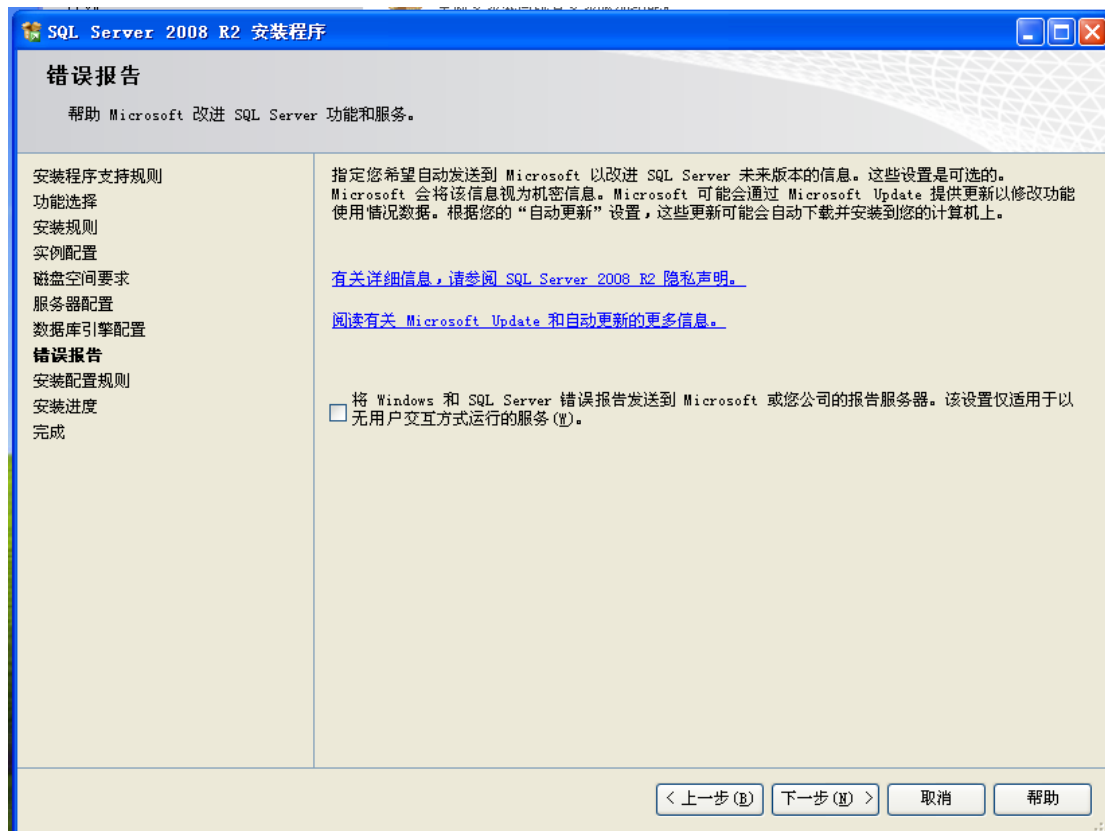 SQL Server 2008 R2 安装程序
错误报告
帮助 Microsoft 改进 SQL Server 功能和服务。
安装程序支持规则
功能选择
安装规则
实例配置
磁盘空间要求
服务器配置
数据库引擎配置
错误报告
安装配置规则
安装进度
完成
指定您希望自动发送到 Microsoft 以改进 SQL Server 未来版本的信息。这些设置是可选的。
Microsoft 会将该信息视为机密信息。Microsoft 可能会通过 Microsoft Update 提供更新以修改功能
使用情况数据。根据您的“自动更新”设置，这些更新可能会自动下载并安装到您的计算机上。
有关详细信息，请参阅 SQL Server 2008 R2 隐私声明。
阅读有关 Microsoft Update 和自动更新的更多信息。
将 Windows 和 SQL Server 错误报告发送到 Microsoft 或您公司的报告服务器。该设置仅适用于以
无用户交互方式运行的服务(W)。
< 上一步(B)
下一步(N) >
取消
帮助